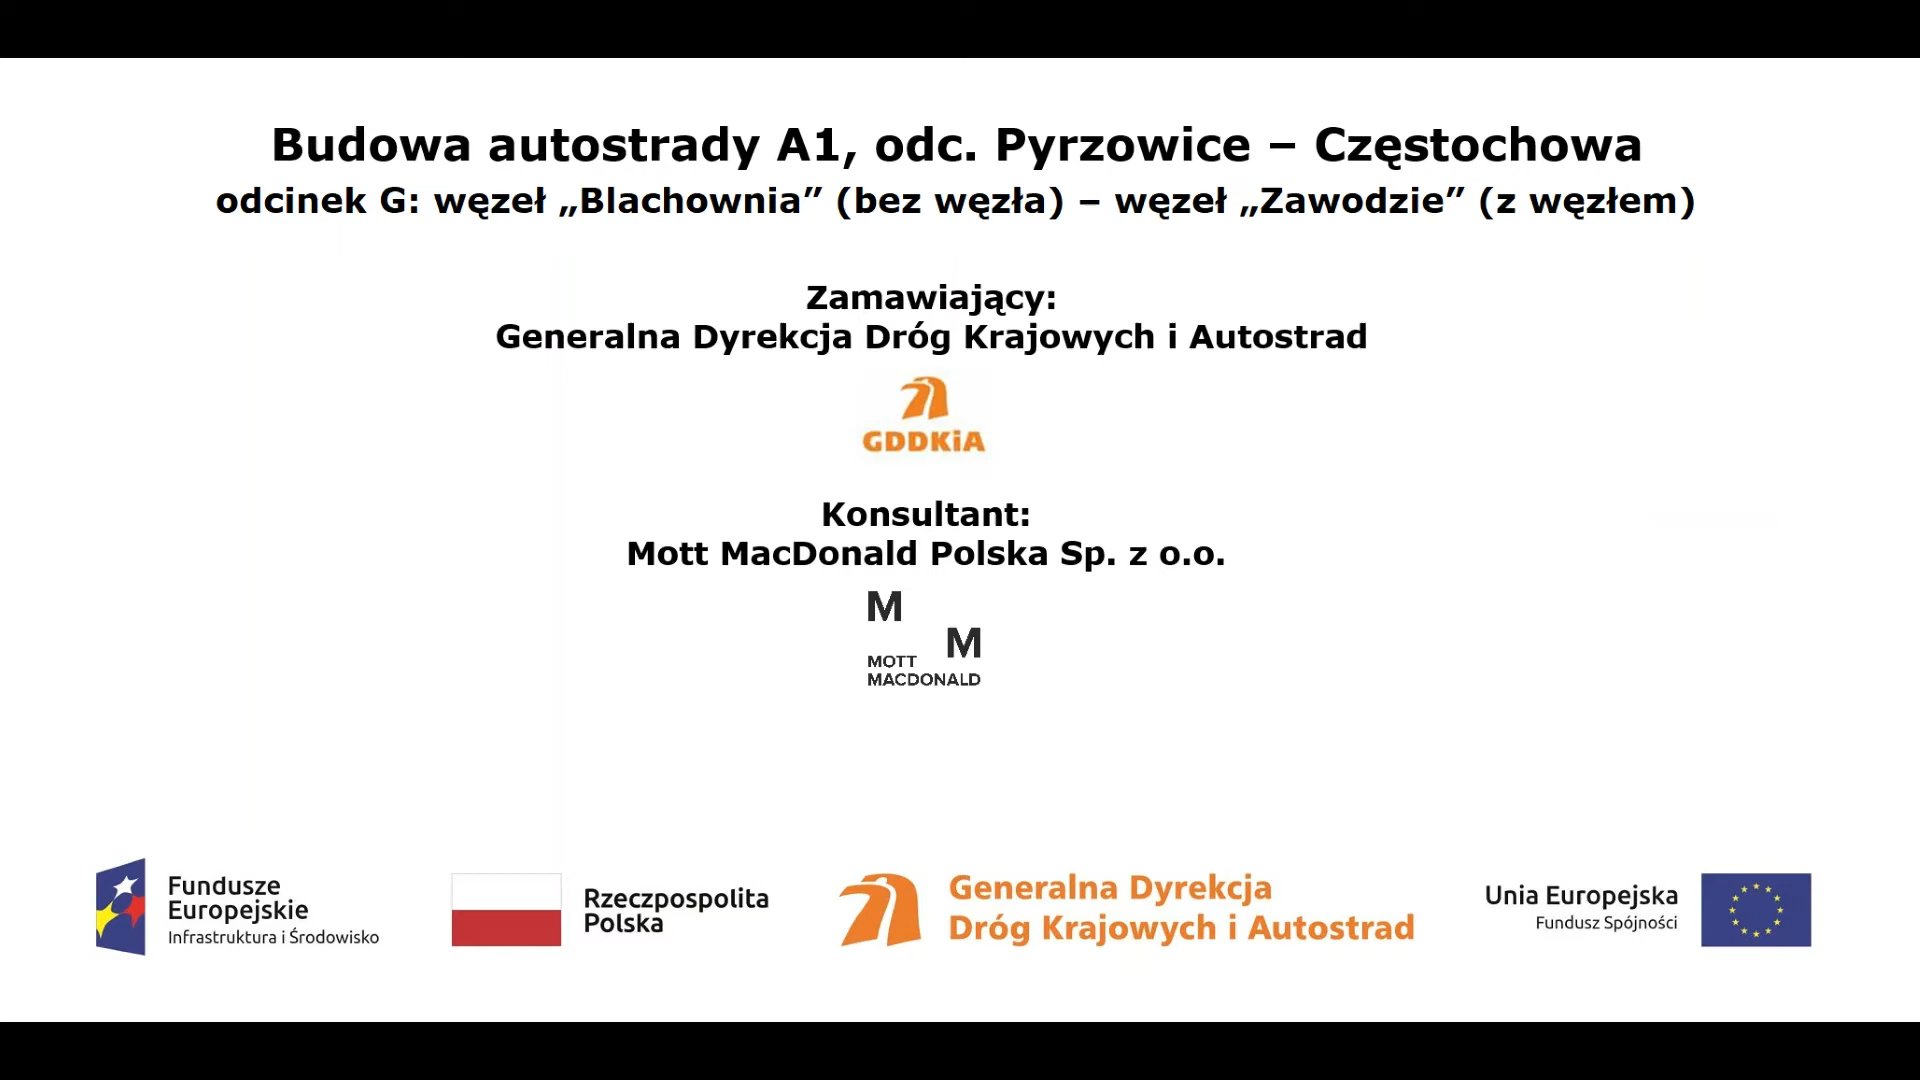 Budowa autostrady A1, odc. Pyrzowice – Częstochowa
odcinek G: węzeł „Blachownia” (bez węzła) – węzeł „Zawodzie” (z węzłem)
Zamawiający:
Generalna Dyrekcja Dróg Krajowych i Autostrad
GDDKiA
Konsultant:
Mott MacDonald Polska Sp. z o.o.
M
M
MOTT
MACDONALD
Fundusze
Europejskie
Infrastruktura i Środowisko
Rzeczpospolita
Polska
Generalna Dyrekcja
Dróg Krajowych i Autostrad
Unia Europejska
Fundusz Spójności